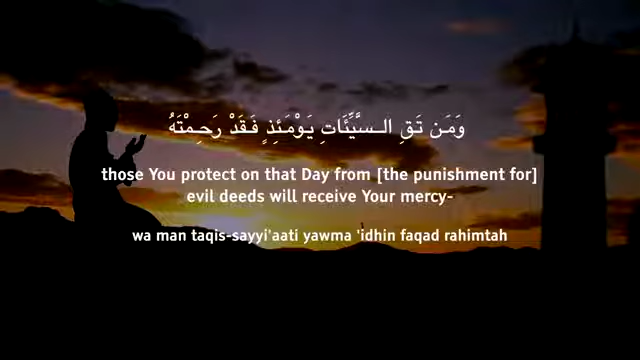 وَمَن تَقِ الـسَّيِّئَاتِ يَوْمَئِذٍ فَقَدْ رَحِمْتَهُ
those You protect on that Day from [the punishment for]
evil deeds will receive Your mercy-
wa man taqis-sayyi'aati yawma 'idhin faqad rahimtah